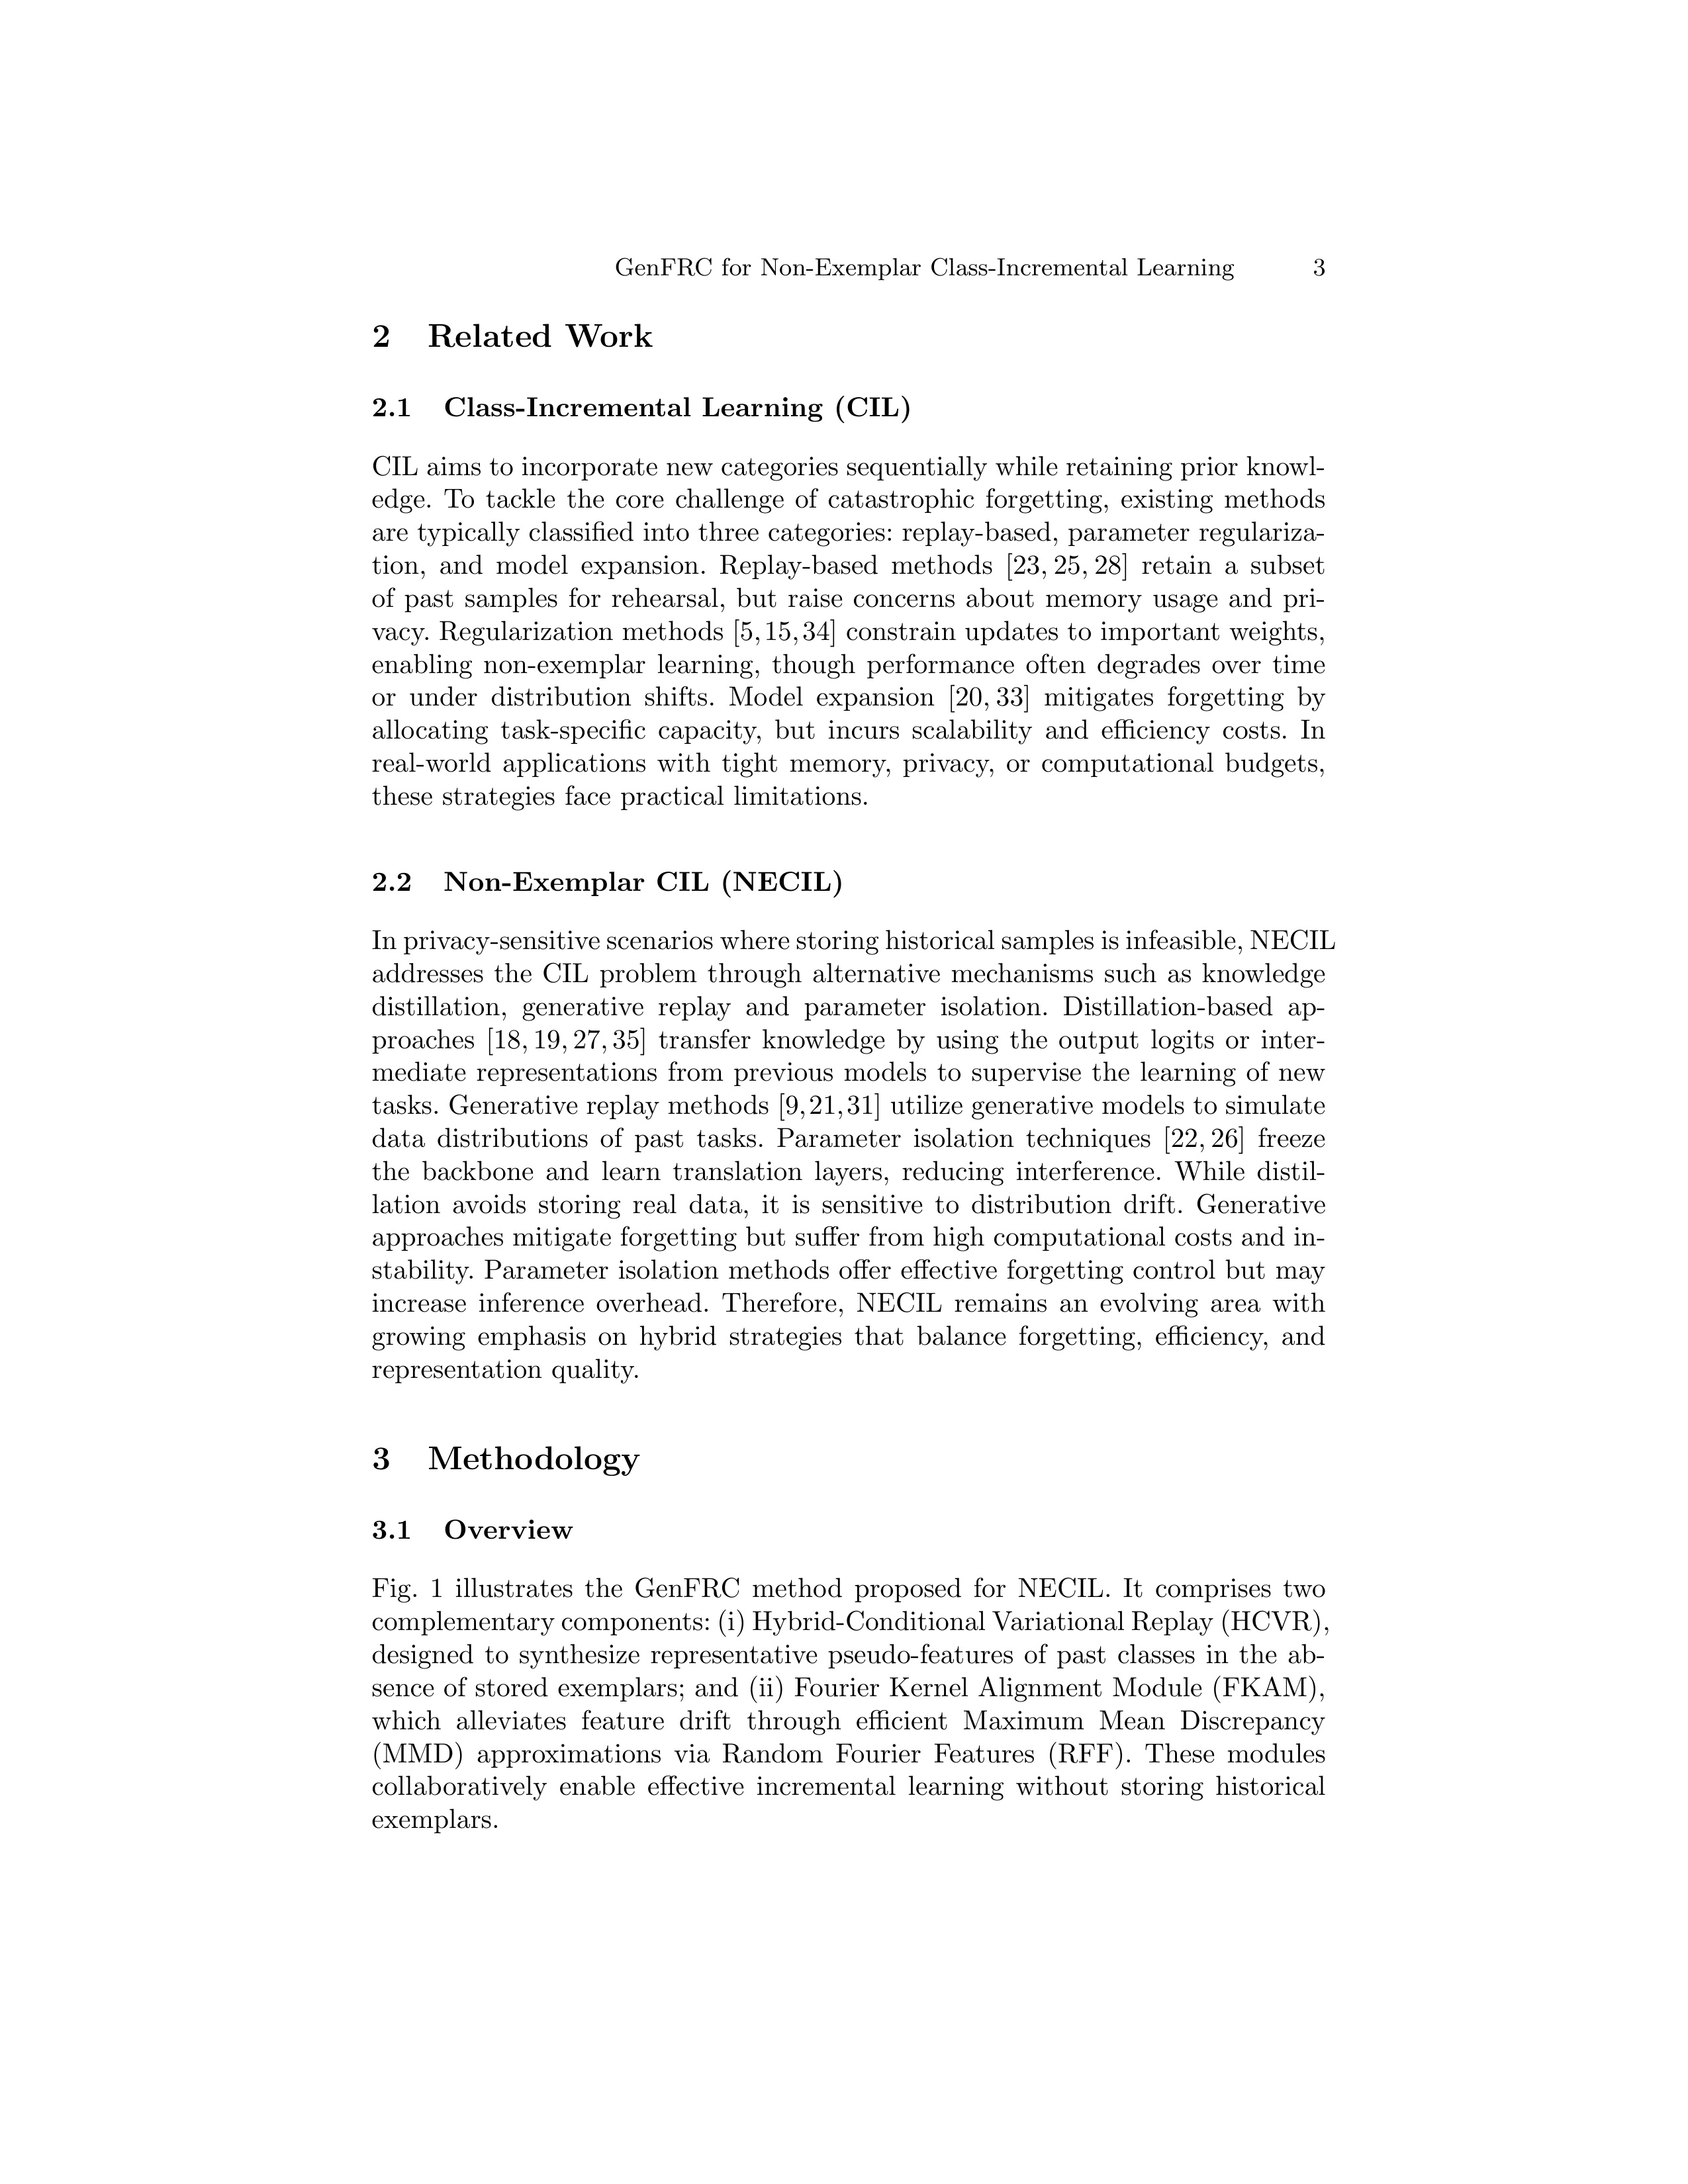 GenFRC for Non-Exemplar Class-Incremental Learning 3
2 Related Work
2.1 Class-Incremental Learning (CIL)
CIL aims to incorporate new categories sequentially while retaining prior knowl-
edge. To tackle the core challenge of catastrophic forgetting, existing methods
are typically classified into three categories: replay-based, parameter regulariza-
tion, and model expansion. Replay-based methods [23, 25, 28] retain a subset
of past samples for rehearsal, but raise concerns about memory usage and pri-
vacy. Regularization methods [5,15,34] constrain updates to important weights,
enabling non-exemplar learning, though performance often degrades over time
or under distribution shifts. Model expansion [20, 33] mitigates forgetting by
allocating task-specific capacity, but incurs scalability and efficiency costs. In
real-world applications with tight memory, privacy, or computational budgets,
these strategies face practical limitations.
2.2 Non-Exemplar CIL (NECIL)
In privacy-sensitive scenarios where storing historical samples is infeasible, NECIL
addresses the CIL problem through alternative mechanisms such as knowledge
distillation, generative replay and parameter isolation. Distillation-based ap-
proaches [18, 19, 27, 35] transfer knowledge by using the output logits or inter-
mediate representations from previous models to supervise the learning of new
tasks. Generative replay methods [9,21,31] utilize generative models to simulate
data distributions of past tasks. Parameter isolation techniques [22, 26] freeze
the backbone and learn translation layers, reducing interference. While distil-
lation avoids storing real data, it is sensitive to distribution drift. Generative
approaches mitigate forgetting but suffer from high computational costs and in-
stability. Parameter isolation methods offer effective forgetting control but may
increase inference overhead. Therefore, NECIL remains an evolving area with
growing emphasis on hybrid strategies that balance forgetting, efficiency, and
representation quality.
3 Methodology
3.1 Overview
Fig. 1 illustrates the GenFRC method proposed for NECIL. It comprises two
complementary components: (i) Hybrid-Conditional Variational Replay (HCVR),
designed to synthesize representative pseudo-features of past classes in the ab-
sence of stored exemplars; and (ii) Fourier Kernel Alignment Module (FKAM),
which alleviates feature drift through efficient Maximum Mean Discrepancy
(MMD) approximations via Random Fourier Features (RFF). These modules
collaboratively enable effective incremental learning without storing historical
exemplars.